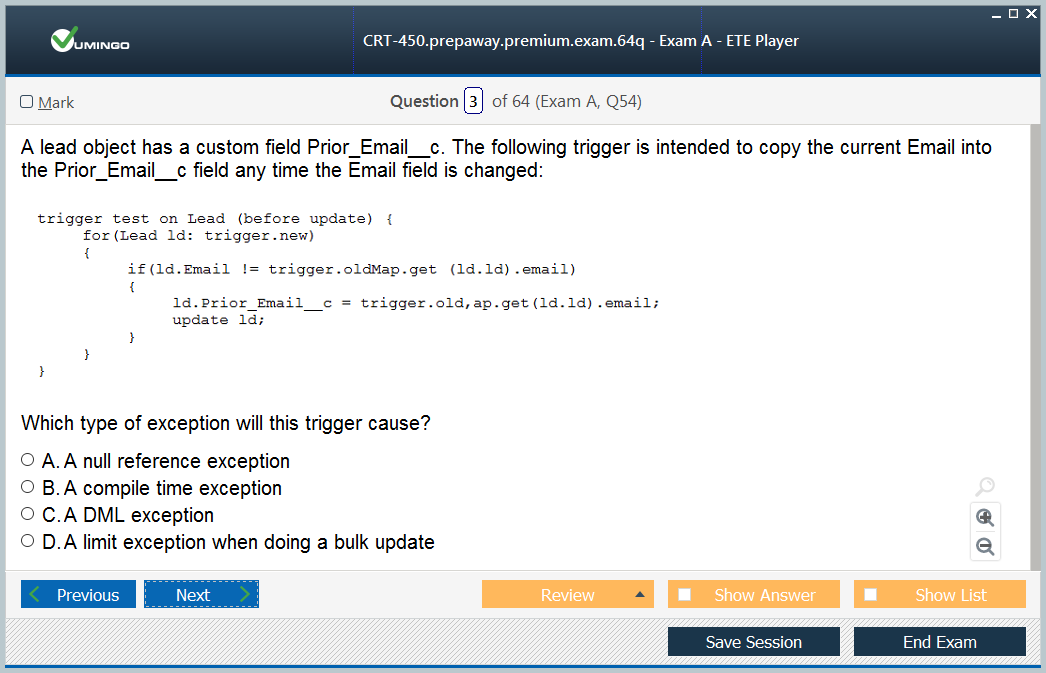 VUMINGO
CRT-450.prepaway.premium.exam.64q - Exam A - ETE Player
Mark
Question 3 of 64 (Exam A, Q54)
A lead object has a custom field Prior_Email__c. The following trigger is intended to copy the current Email into
the Prior_Email__c field any time the Email field is changed:
trigger test on Lead (before update) {
for(Lead ld: trigger.new)
{
if(ld.Email != trigger.oldMap.get (ld.ld).email)
{
ld.Prior_Email__c = trigger.old,ap.get(ld.ld).email;
update ld;
}
}
}
Which type of exception will this trigger cause?
A. A null reference exception
B. A compile time exception
C. A DML exception
D. A limit exception when doing a bulk update
Previous
Next
Review
Show Answer
Show List
Save Session
End Exam